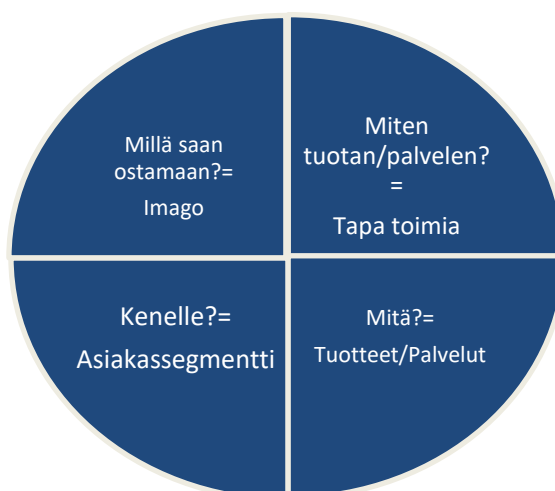 Millä saan
ostamaan?=
Imago
Miten
tuotan/palvelen?
=
Tapa toimia
Kenelle?=
Asiakassegmentti
Mitä?=
Tuotteet/Palvelut